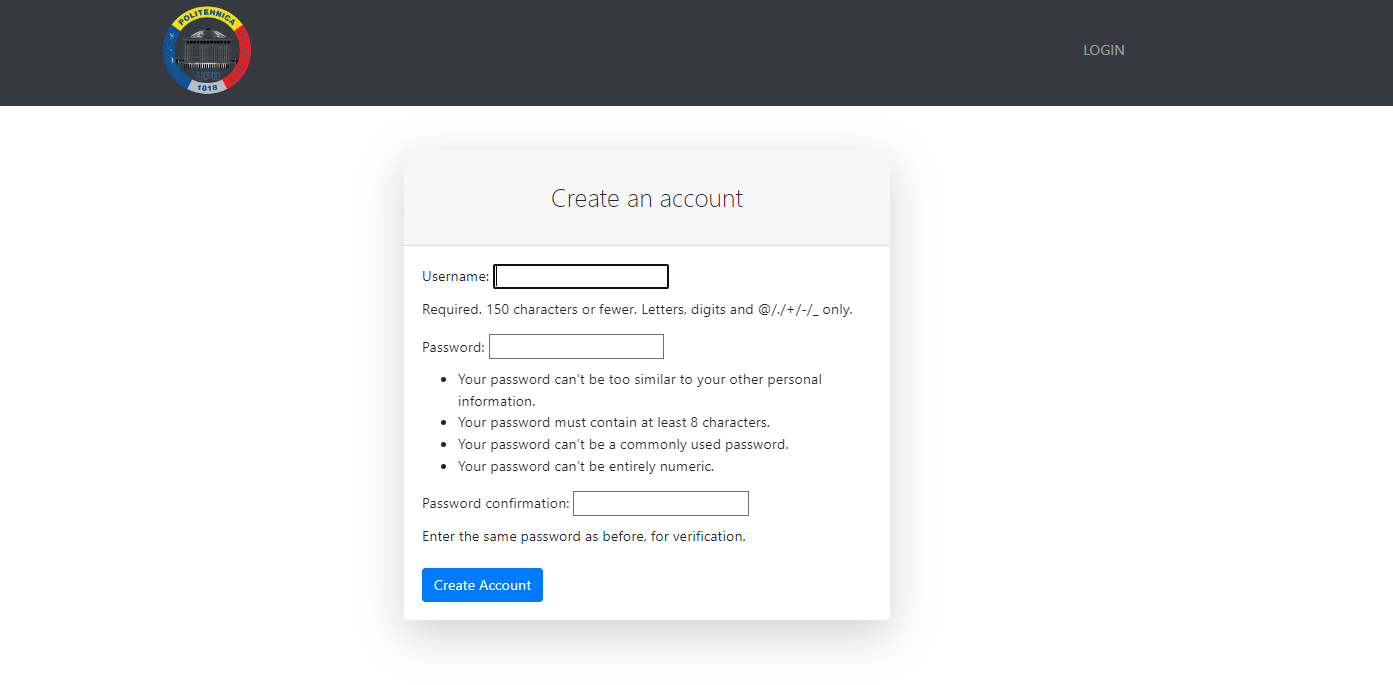 POLITEHNICA
UPB
1818
LOGIN
Create an account
Username:
Required. 150 characters or fewer. Letters, digits and @/./+/-/_ only.
Password:
Your password can’t be too similar to your other personal
information.
Your password must contain at least 8 characters.
Your password can’t be a commonly used password.
Your password can’t be entirely numeric.
Password confirmation:
Enter the same password as before, for verification.
Create Account